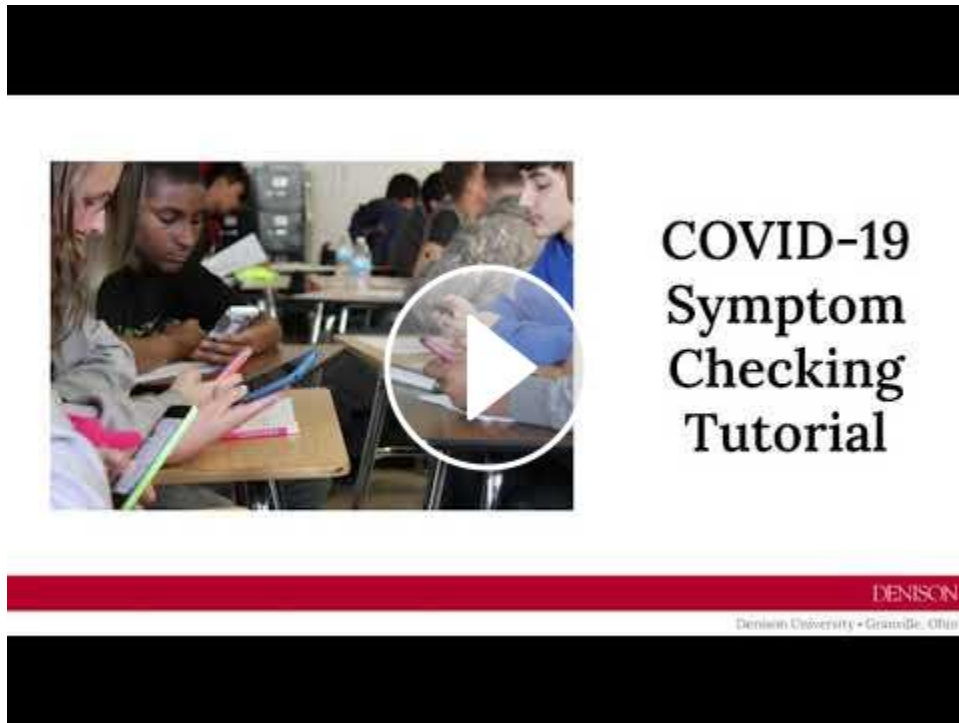 COVID-19
Symptom
Checking
Tutorial
DENISON
Denison University • Granville, Ohio